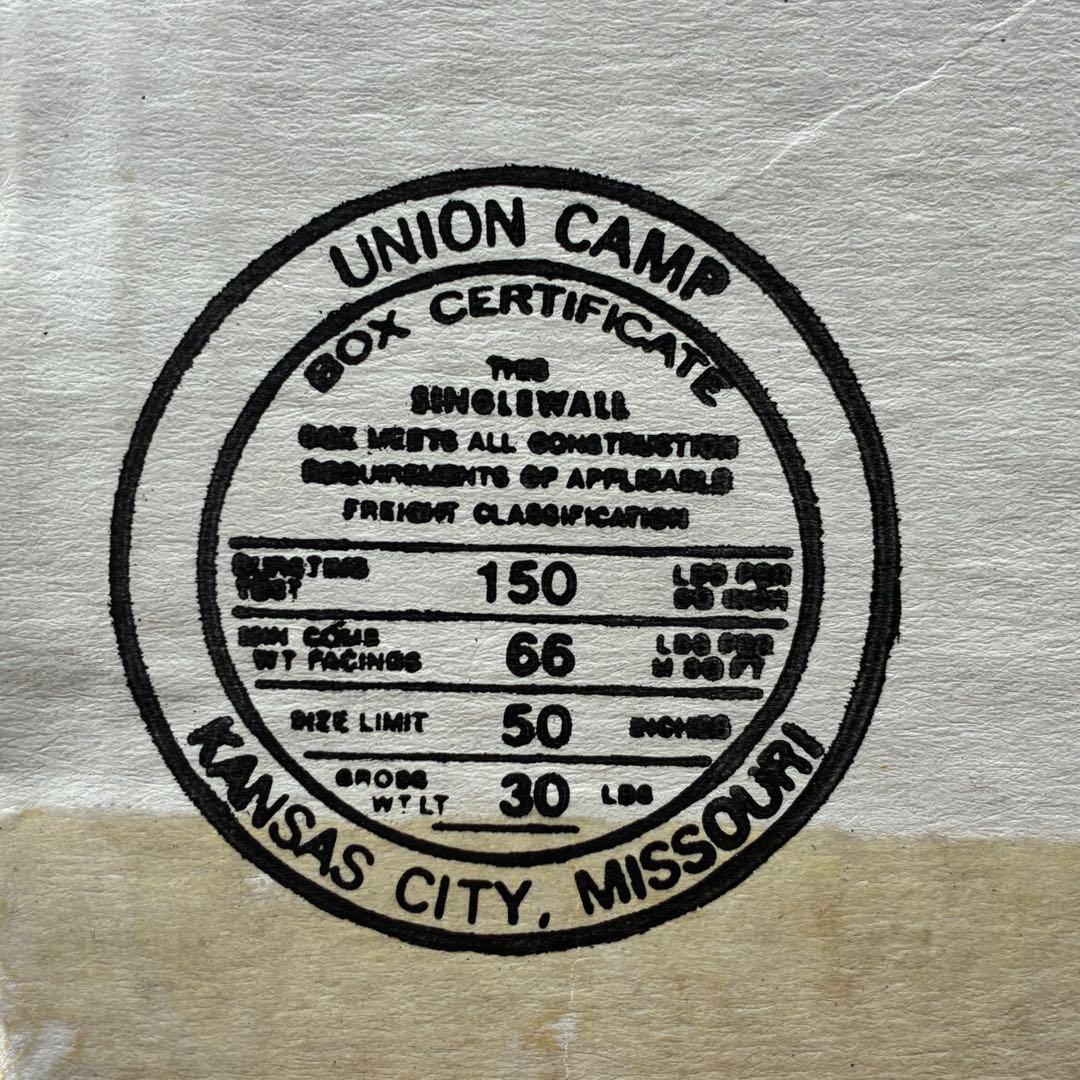 UNION CAMP
BOX CERTIFICATE
THIS
SINGLEWALL
BOX MEETS ALL CONSTRUCTION
REQUIREMENTS OF APPLICABLE
FREIGHT CLASSIFICATION
BURSTING
TEST
150
LBS PER
SQ INCH
MIN COMB
WT FACINGS
66
LBS PER
M SQ FT
SIZE LIMIT 50 INCHES
GROSS
WT LT
30 LBS
KANSAS CITY, MISSOURI